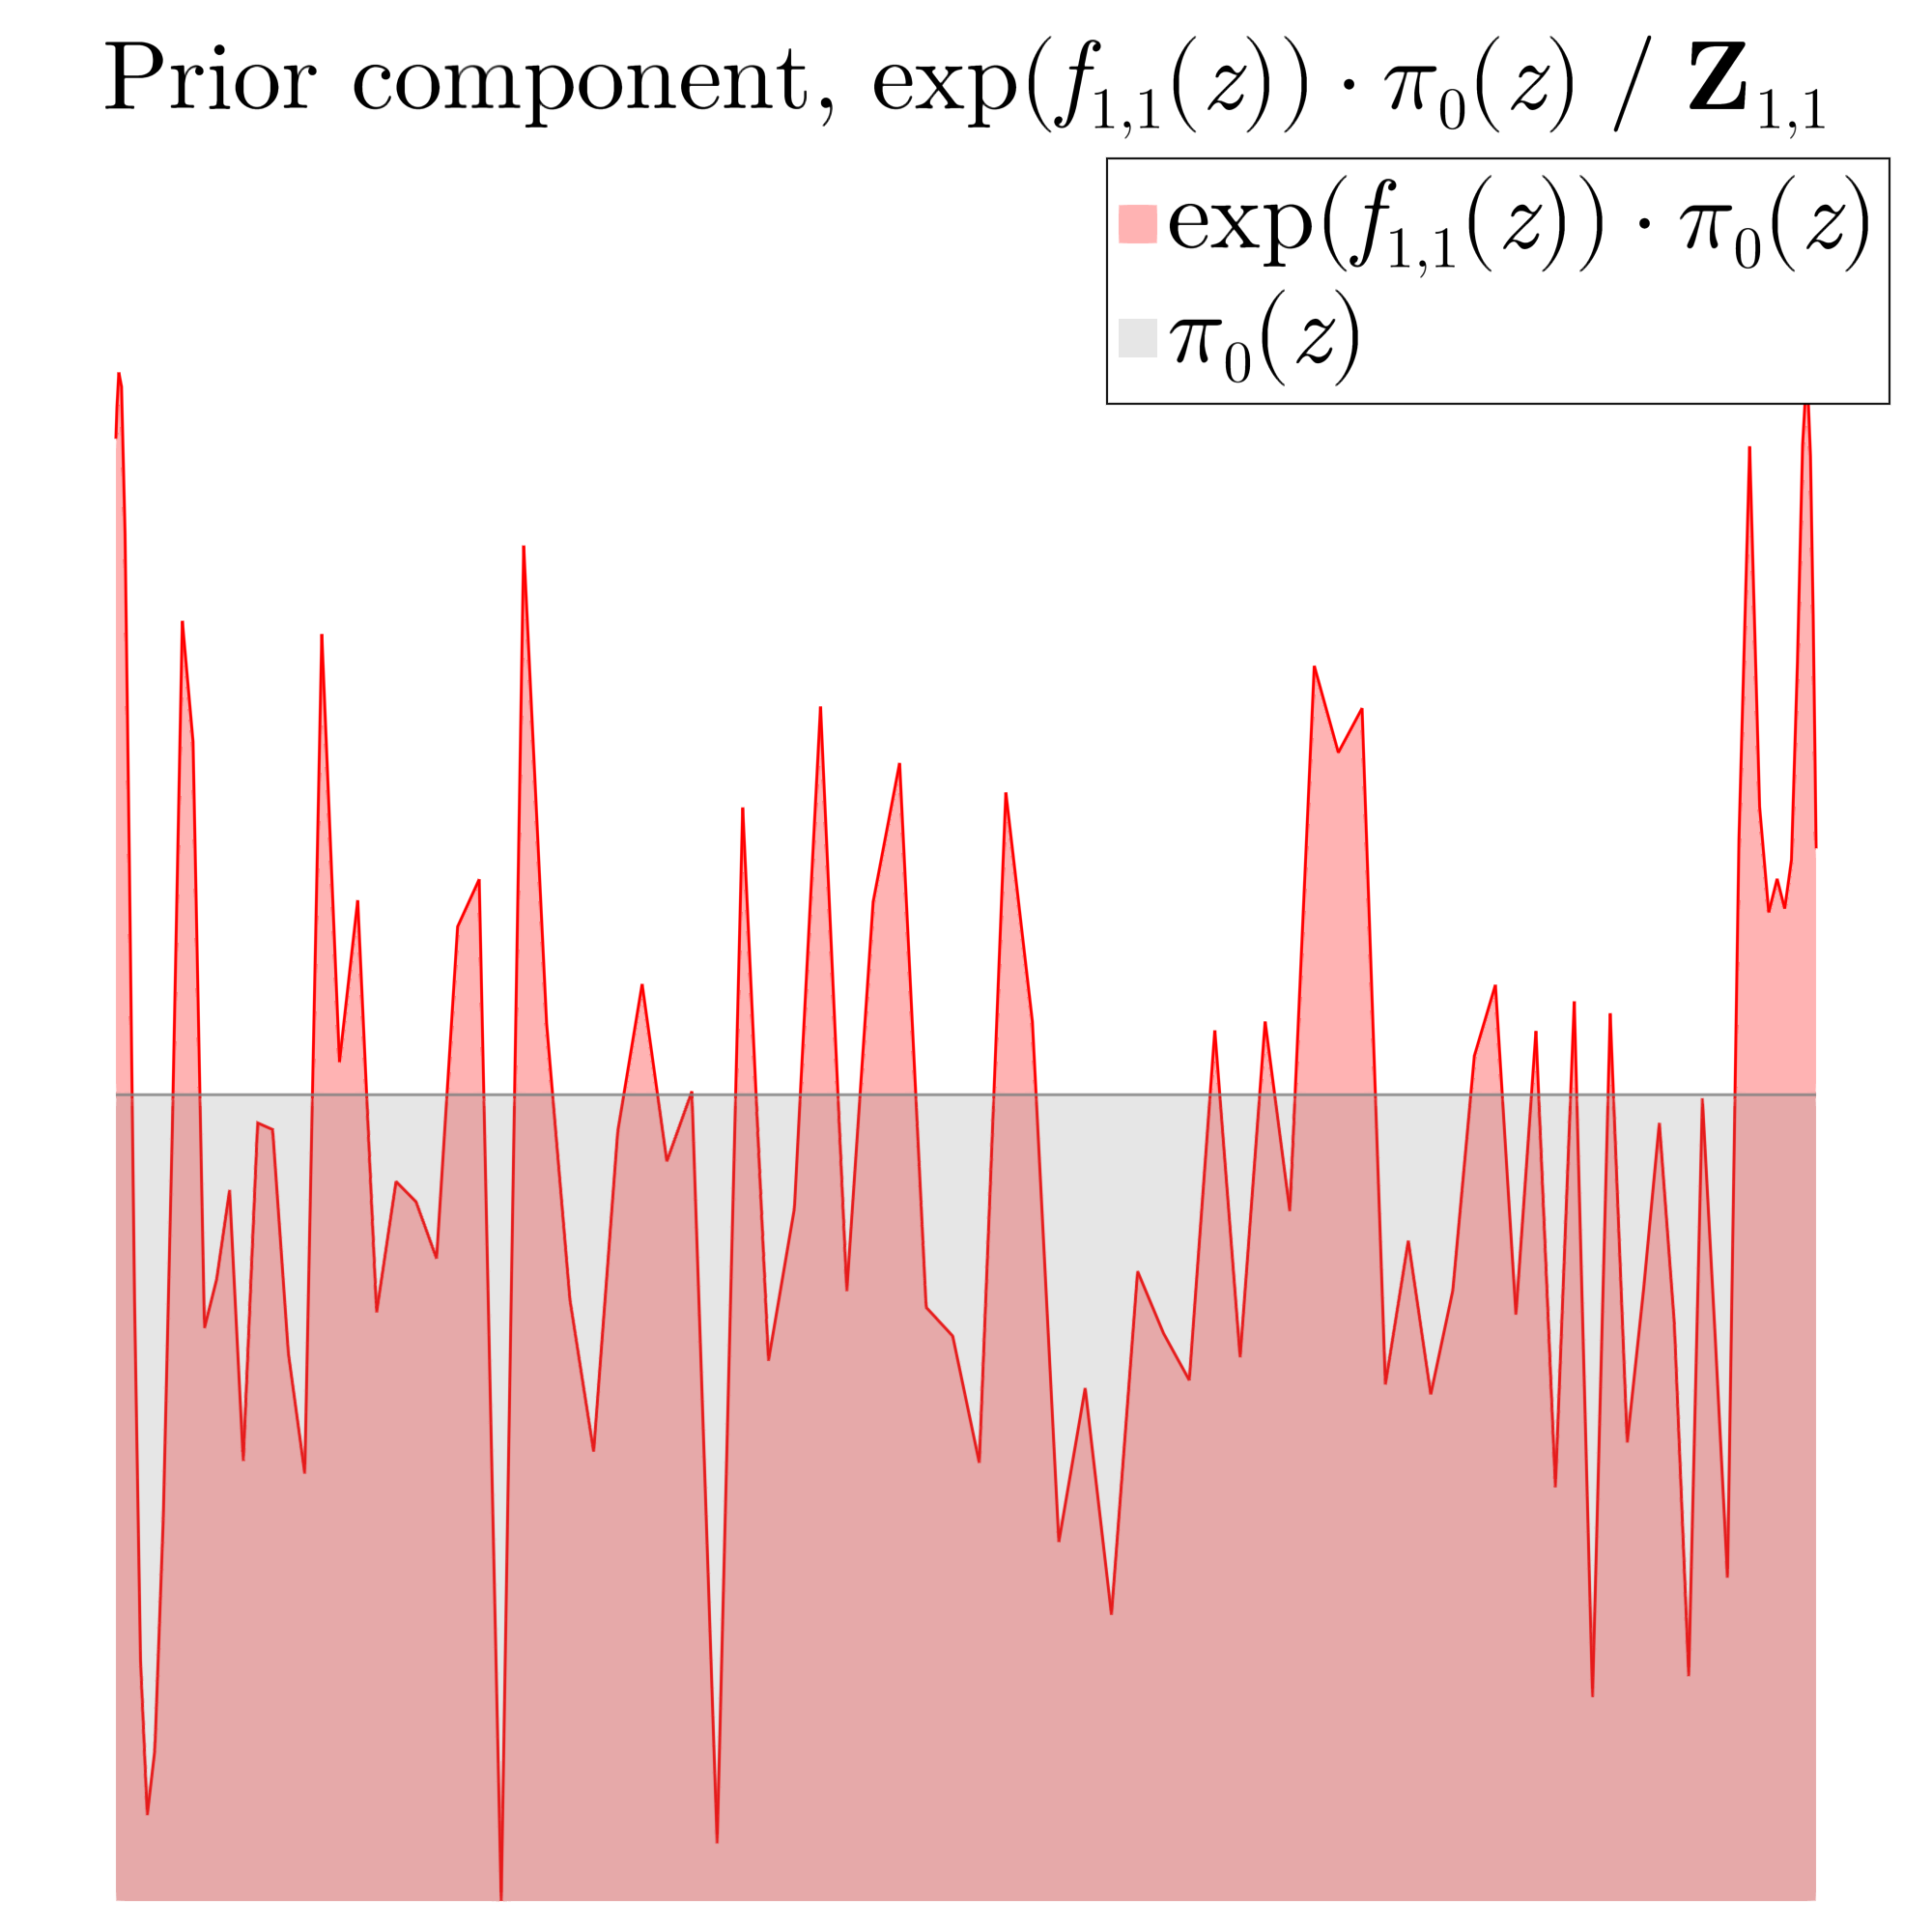 Prior component, exp(f₁,₁(z)) · π₀(z) / 𝐙₁,₁
exp(f₁,₁(z)) · π₀(z)
π₀(z)